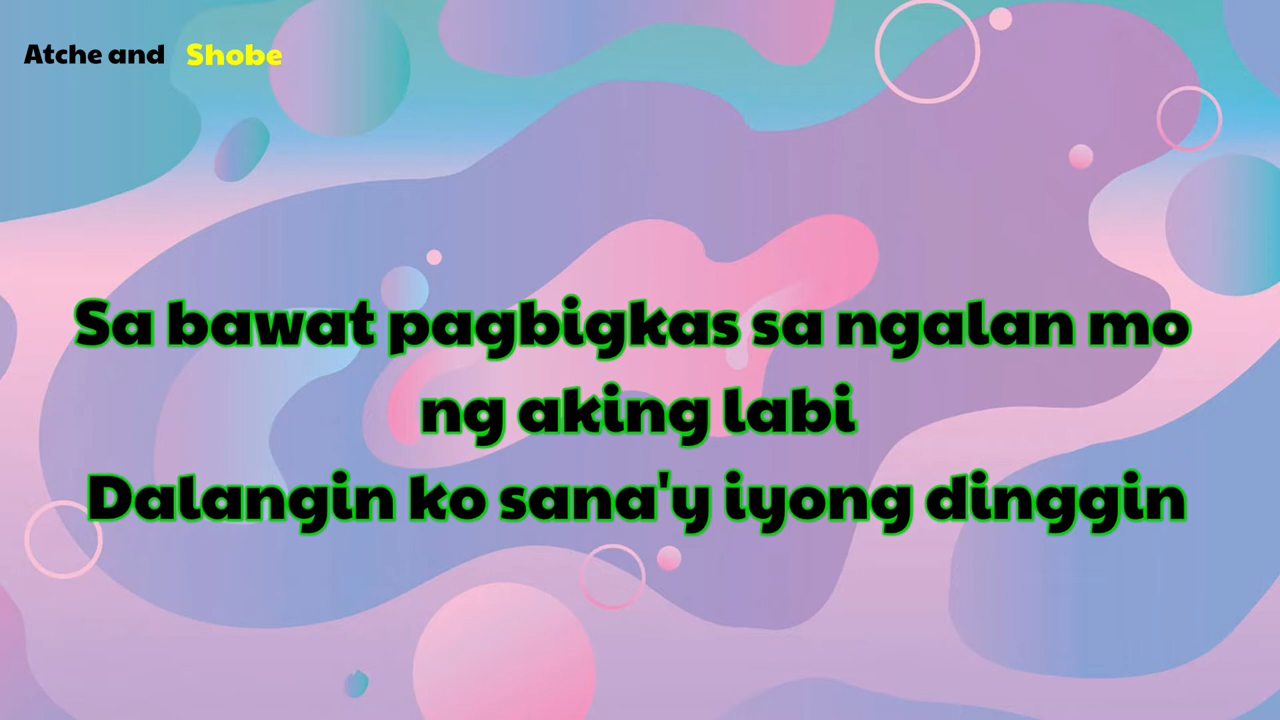 Atche and Shobe
Sa bawat pagbigkas sa ngalan mo
ng aking labi
Dalangin ko sana'y iyong dinggin